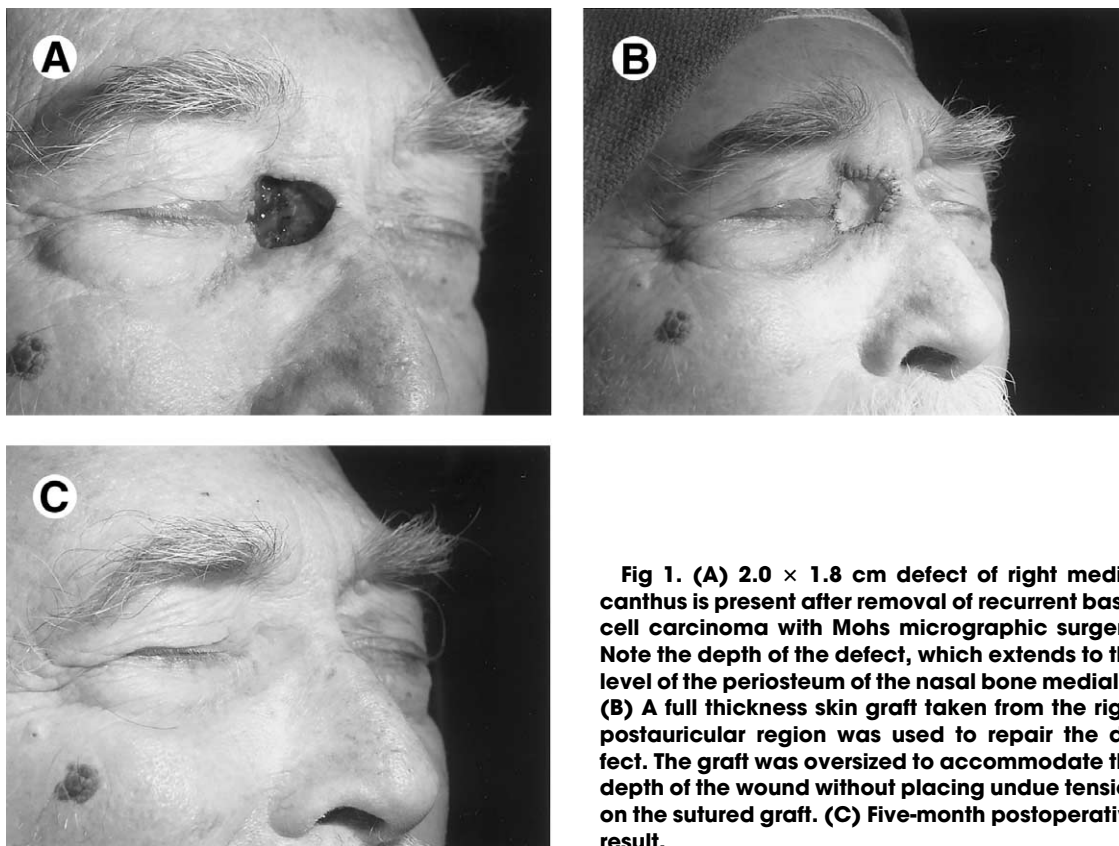 A
B
C
Fig 1. (A) 2.0 × 1.8 cm defect of right medi
canthus is present after removal of recurrent bas
cell carcinoma with Mohs micrographic surger
Note the depth of the defect, which extends to th
level of the periosteum of the nasal bone medial
(B) A full thickness skin graft taken from the rig
postauricular region was used to repair the d
fect. The graft was oversized to accommodate th
depth of the wound without placing undue tensio
on the sutured graft. (C) Five-month postoperativ
result.